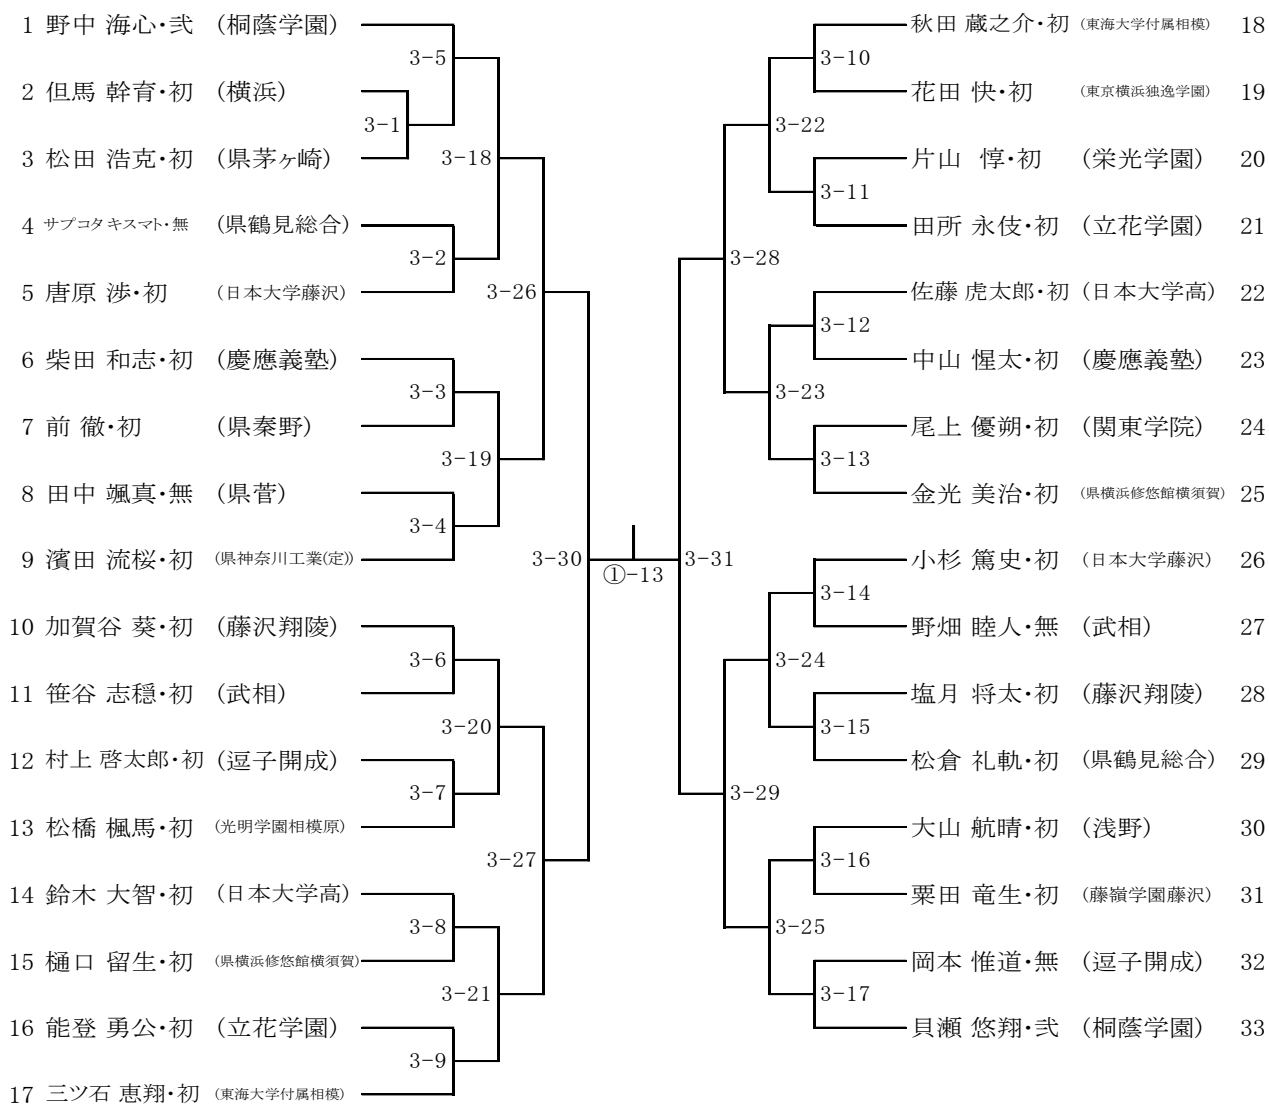 1 野中 海心・弐 (桐蔭学園)
3-5
2 但馬 幹育・初 (横浜)
3-1
3 松田 浩克・初 (県茅ヶ崎)
3-18
4 サプコタ キスマト・無 (県鶴見総合)
3-2
5 唐原 渉・初 (日本大学藤沢)
3-26
6 柴田 和志・初 (慶應義塾)
3-3
7 前 徹・初 (県秦野)
3-19
8 田中 颯真・無 (県菅)
3-4
9 濱田 流桜・初 (県神奈川工業(定))
3-30
10 加賀谷 葵・初 (藤沢翔陵)
3-6
11 笹谷 志穏・初 (武相)
3-20
12 村上 啓太郎・初 (逗子開成)
3-7
13 松橋 楓馬・初 (光明学園相模原)
3-27
14 鈴木 大智・初 (日本大学高)
3-8
15 樋口 留生・初 (県横浜修悠館横須賀)
3-21
16 能登 勇公・初 (立花学園)
3-9
17 三ツ石 恵翔・初 (東海大学付属相模)
①-13
秋田 蔵之介・初 (東海大学付属相模) 18
3-10
花田 快・初 (東京横浜独逸学園) 19
3-22
片山 惇・初 (栄光学園) 20
3-11
田所 永伎・初 (立花学園) 21
3-28
佐藤 虎太郎・初 (日本大学高) 22
3-12
中山 惺太・初 (慶應義塾) 23
3-23
尾上 優朔・初 (関東学院) 24
3-13
金光 美治・初 (県横浜修悠館横須賀) 25
3-31
小杉 篤史・初 (日本大学藤沢) 26
3-14
野畑 睦人・無 (武相) 27
3-24
塩月 将太・初 (藤沢翔陵) 28
3-15
松倉 礼軌・初 (県鶴見総合) 29
3-29
大山 航晴・初 (浅野) 30
3-16
粟田 竜生・初 (藤嶺学園藤沢) 31
3-25
岡本 惟道・無 (逗子開成) 32
3-17
貝瀬 悠翔・弐 (桐蔭学園) 33